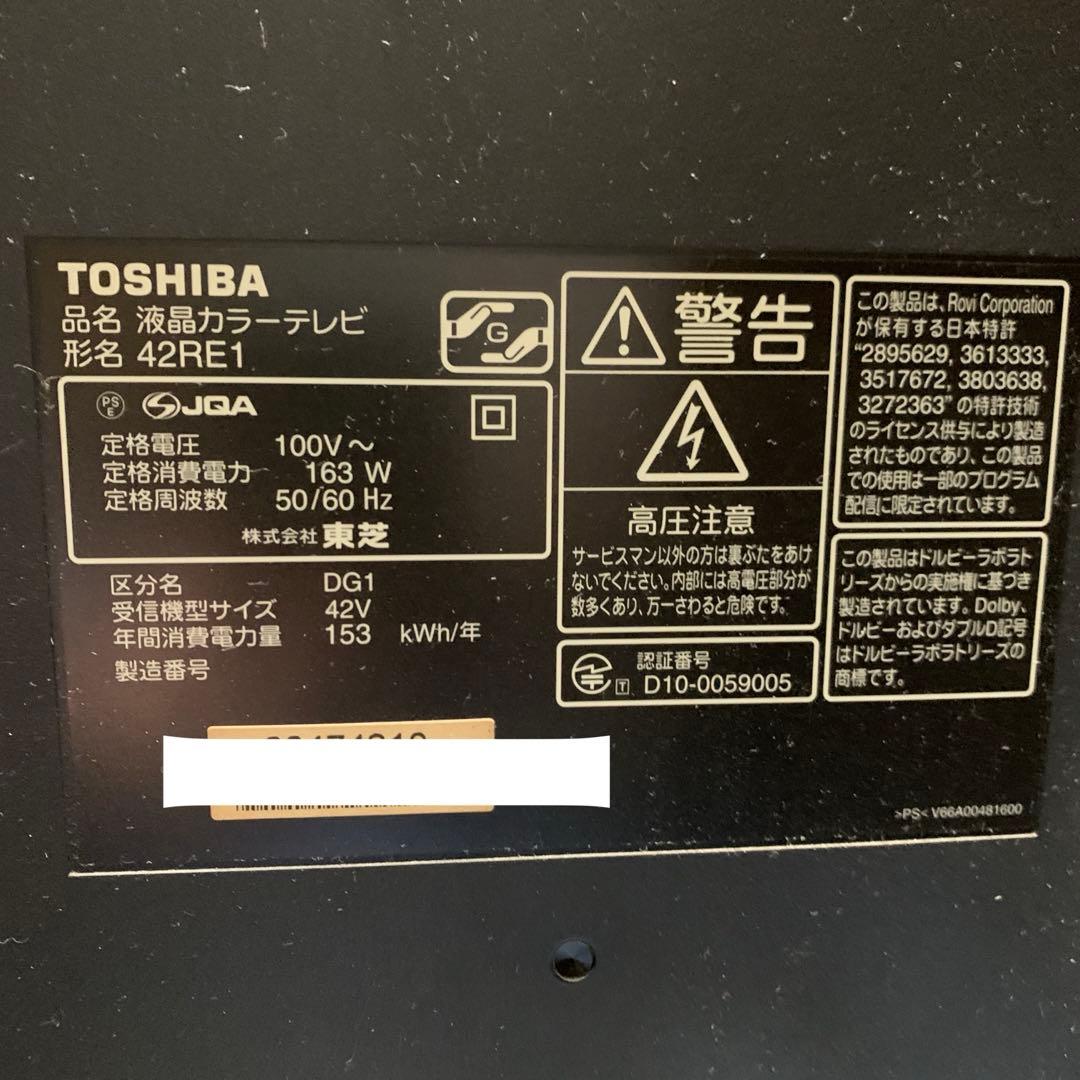 TOSHIBA
品名 液晶カラーテレビ
形名 42RE1
G
PS
E
JQA
定格電圧 100V～
定格消費電力 163 W
定格周波数 50/60 Hz
株式会社 東芝
区分名 DG1
受信機型サイズ 42V
年間消費電力量 153 kWh/年
製造番号
警告
高圧注意
サービスマン以外の方は裏ぶたをあけ
ないでください。内部には高電圧部分が
数多くあり、万一さわると危険です。
認証番号
T D10-0059005
この製品は、Rovi Corporation
が保有する日本特許
“2895629, 3613333,
3517672, 3803638,
3272363”の特許技術
のライセンス供与により製造
されたものであり、この製品
での使用は一部のプログラム
配信に限定されています。
この製品はドルビーラボラト
リーズからの実施権に基づき
製造されています。Dolby、
ドルビーおよびダブルD記号
はドルビーラボラトリーズの
商標です。
>PS< V66A00481600